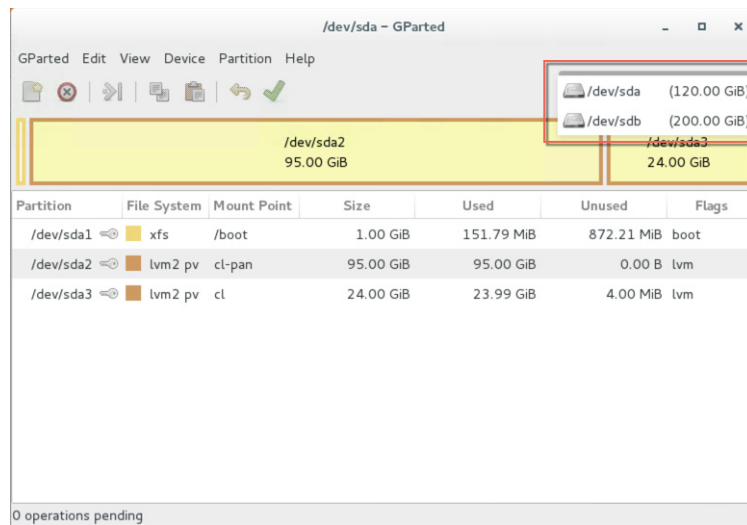 /dev/sda – GParted
GParted Edit View Device Partition Help
/dev/sda (120.00 GiB)
/dev/sdb (200.00 GiB)
/dev/sda2
95.00 GiB
/dev/sda3
24.00 GiB
Partition File System Mount Point Size Used Unused Flags
/dev/sda1 xfs /boot 1.00 GiB 151.79 MiB 872.21 MiB boot
/dev/sda2 lvm2 pv cl-pan 95.00 GiB 95.00 GiB 0.00 B lvm
/dev/sda3 lvm2 pv cl 24.00 GiB 23.99 GiB 4.00 MiB lvm
0 operations pending